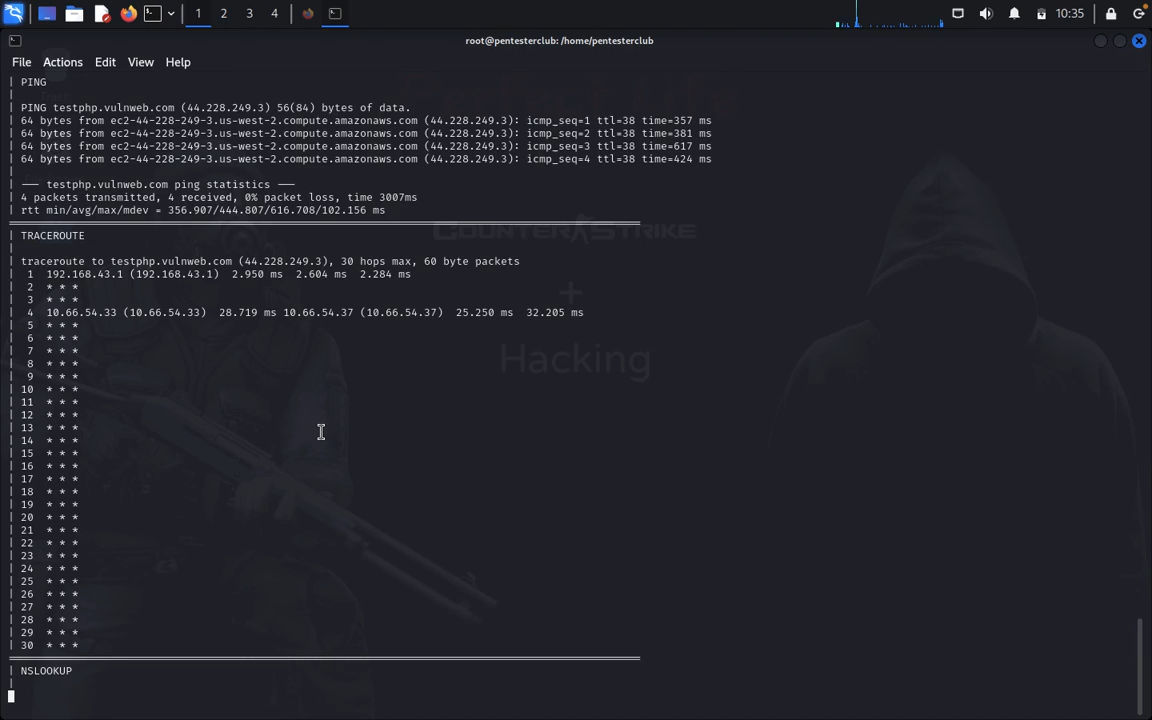 1 2 3 4 10:35
root@pentesterclub: /home/pentesterclub
File Actions Edit View Help
| PING
|
| PING testphp.vulnweb.com (44.228.249.3) 56(84) bytes of data.
| 64 bytes from ec2-44-228-249-3.us-west-2.compute.amazonaws.com (44.228.249.3): icmp_seq=1 ttl=38 time=357 ms
| 64 bytes from ec2-44-228-249-3.us-west-2.compute.amazonaws.com (44.228.249.3): icmp_seq=2 ttl=38 time=381 ms
| 64 bytes from ec2-44-228-249-3.us-west-2.compute.amazonaws.com (44.228.249.3): icmp_seq=3 ttl=38 time=617 ms
| 64 bytes from ec2-44-228-249-3.us-west-2.compute.amazonaws.com (44.228.249.3): icmp_seq=4 ttl=38 time=424 ms
|
| --- testphp.vulnweb.com ping statistics ---
| 4 packets transmitted, 4 received, 0% packet loss, time 3007ms
| rtt min/avg/max/mdev = 356.907/444.807/616.708/102.156 ms
| TRACEROUTE
COUNTER STRIKE
|
| traceroute to testphp.vulnweb.com (44.228.249.3), 30 hops max, 60 byte packets
| 1 192.168.43.1 (192.168.43.1) 2.950 ms 2.604 ms 2.284 ms
| 2 * * *
+
| 3 * * *
| 4 10.66.54.33 (10.66.54.33) 28.719 ms 10.66.54.37 (10.66.54.37) 25.250 ms 32.205 ms
| 5 * * *
| 6 * * *
| 7 * * *
Hacking
| 8 * * *
| 9 * * *
| 10 * * *
| 11 * * *
| 12 * * *
| 13 * * *
| 14 * * *
| 15 * * *
| 16 * * *
| 17 * * *
| 18 * * *
| 19 * * *
| 20 * * *
| 21 * * *
| 22 * * *
| 23 * * *
| 24 * * *
| 25 * * *
| 26 * * *
| 27 * * *
| 28 * * *
| 29 * * *
| 30 * * *
| NSLOOKUP
|